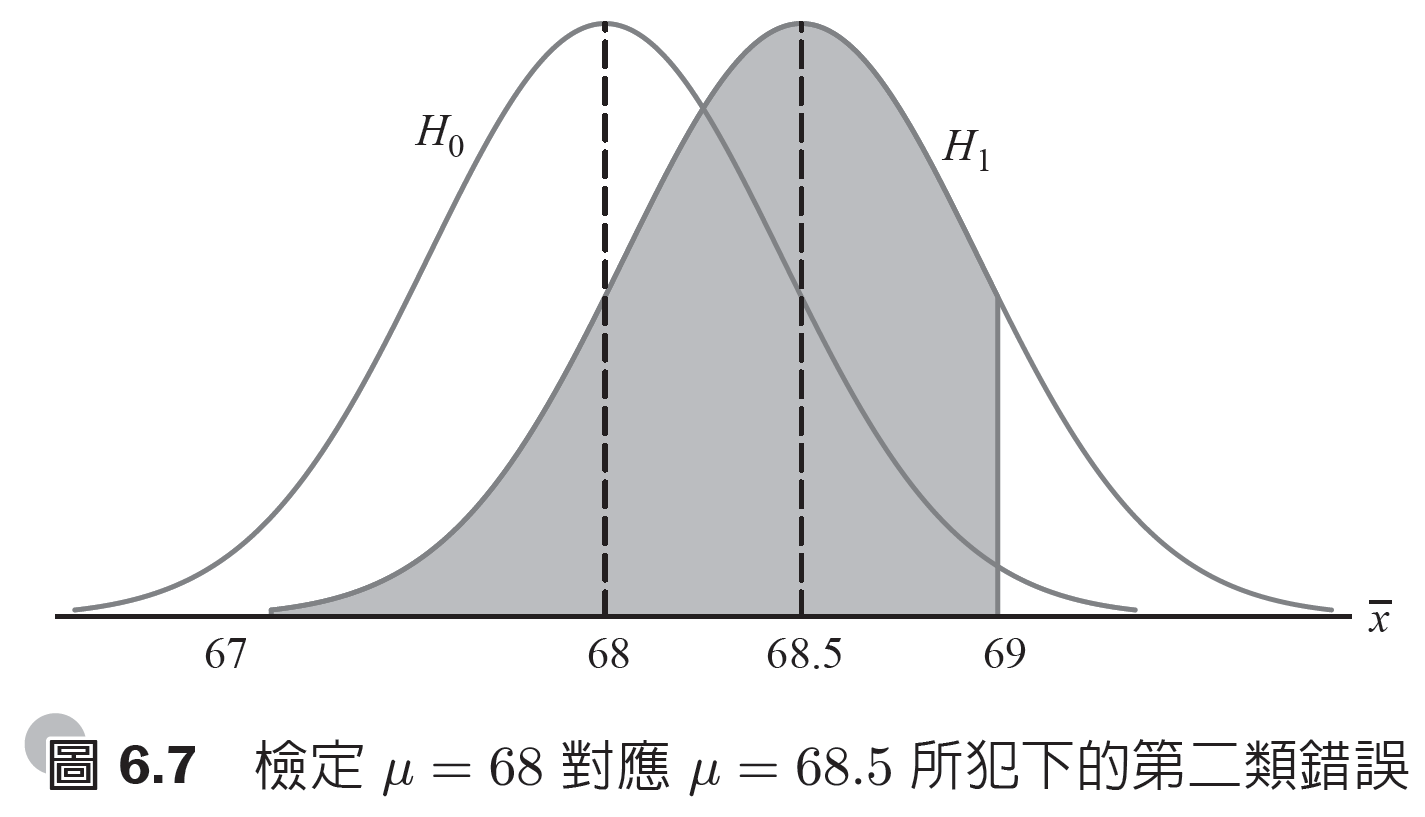 H₀
H₁
67 68 68.5 69 x̅
圖 6.7 檢定 μ = 68 對應 μ = 68.5 所犯下的第二類錯誤